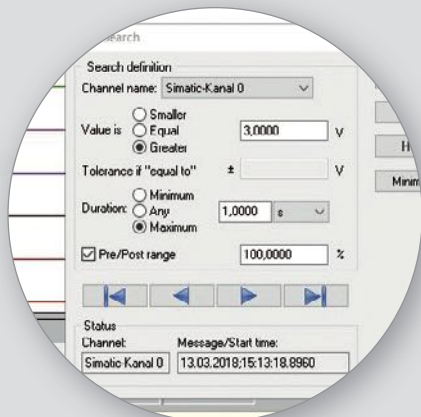 Search definition
Channel name: Simatic-Kanal 0
Smaller
Value is Equal 3,0000 V
Greater
Tolerance if "equal to" ± V
Minimum
Duration: Any 1,0000 s
Maximum
Pre/Post range 100,0000 %
Status
Channel: Message/Start time:
Simatic-Kanal 0 13.03.2018;15:13:18.8960